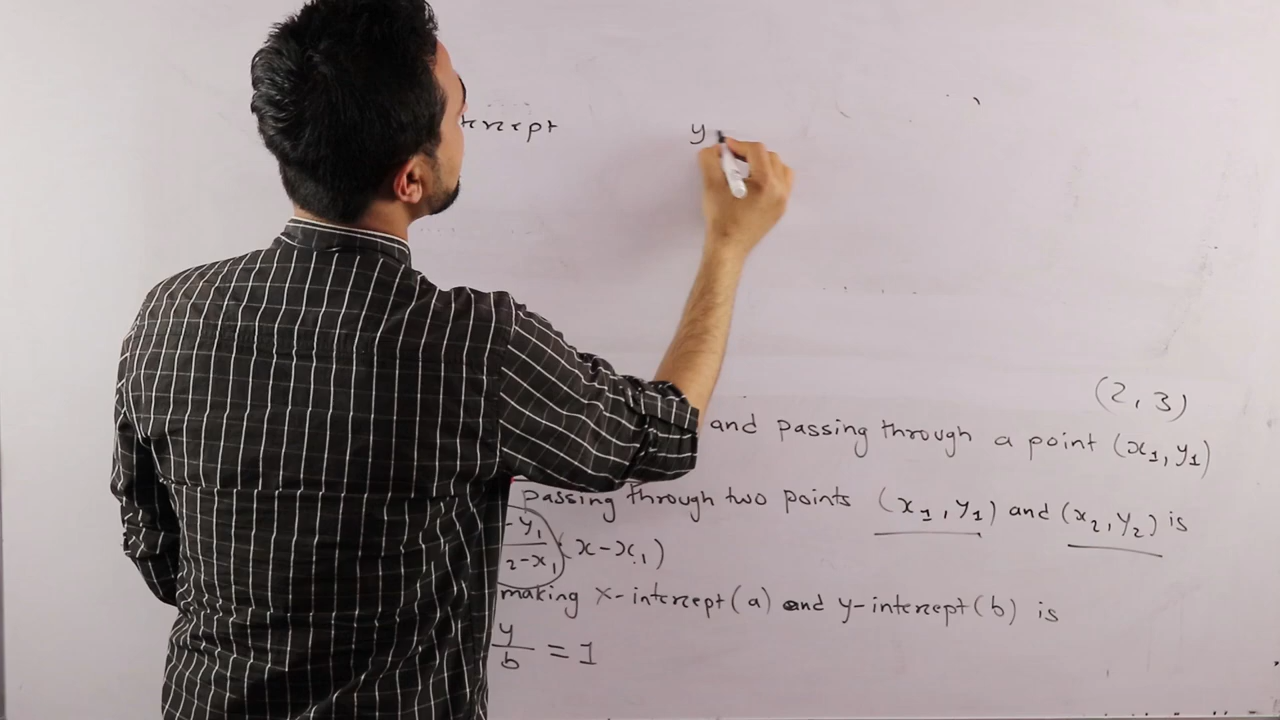 tercept y
(2, 3)
and passing through a point (x₁, y₁)
passing through two points (x₁, y₁) and (x₂, y₂) is
-y₁
2-x₁ (x-x₁)
making x-intercept(a) and y-intercept(b) is
y/b = 1